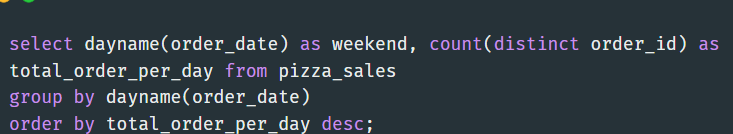 select dayname(order_date) as weekend, count(distinct order_id) as
total_order_per_day from pizza_sales
group by dayname(order_date)
order by total_order_per_day desc;